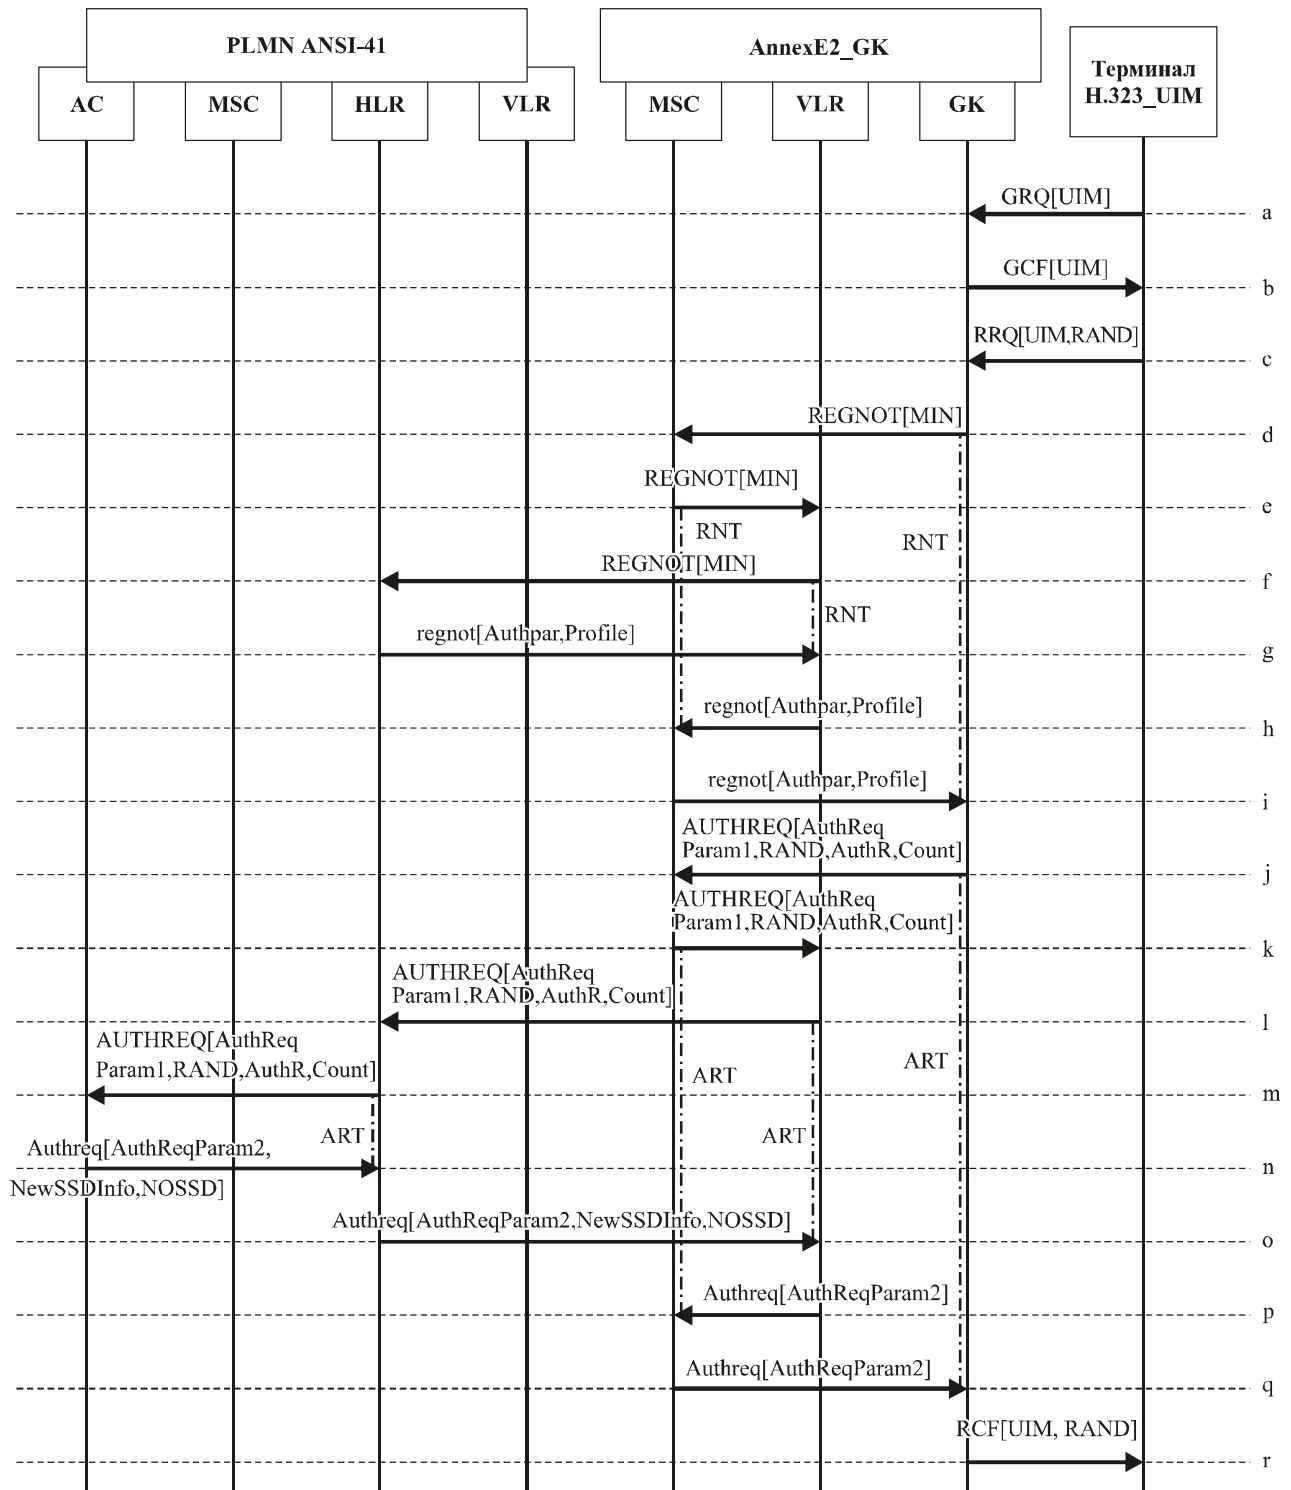 PLMN ANSI-41
AnnexE2_GK
Терминал
H.323_UIM
AC
MSC
HLR
VLR
MSC
VLR
GK
GRQ[UIM]
a
GCF[UIM]
b
RRQ[UIM,RAND]
c
REGNOT[MIN]
d
REGNOT[MIN]
e
RNT
RNT
REGNOT[MIN]
f
RNT
regnot[Authpar,Profile]
g
regnot[Authpar,Profile]
h
regnot[Authpar,Profile]
i
AUTHREQ[AuthReq
Param1,RAND,AuthR,Count]
j
AUTHREQ[AuthReq
Param1,RAND,AuthR,Count]
k
AUTHREQ[AuthReq
Param1,RAND,AuthR,Count]
l
AUTHREQ[AuthReq
Param1,RAND,AuthR,Count]
ART
ART
m
ART
ART
Authreq[AuthReqParam2,
n
NewSSDInfo,NOSSD]
Authreq[AuthReqParam2,NewSSDInfo,NOSSD]
o
Authreq[AuthReqParam2]
p
Authreq[AuthReqParam2]
q
RCF[UIM, RAND]
r